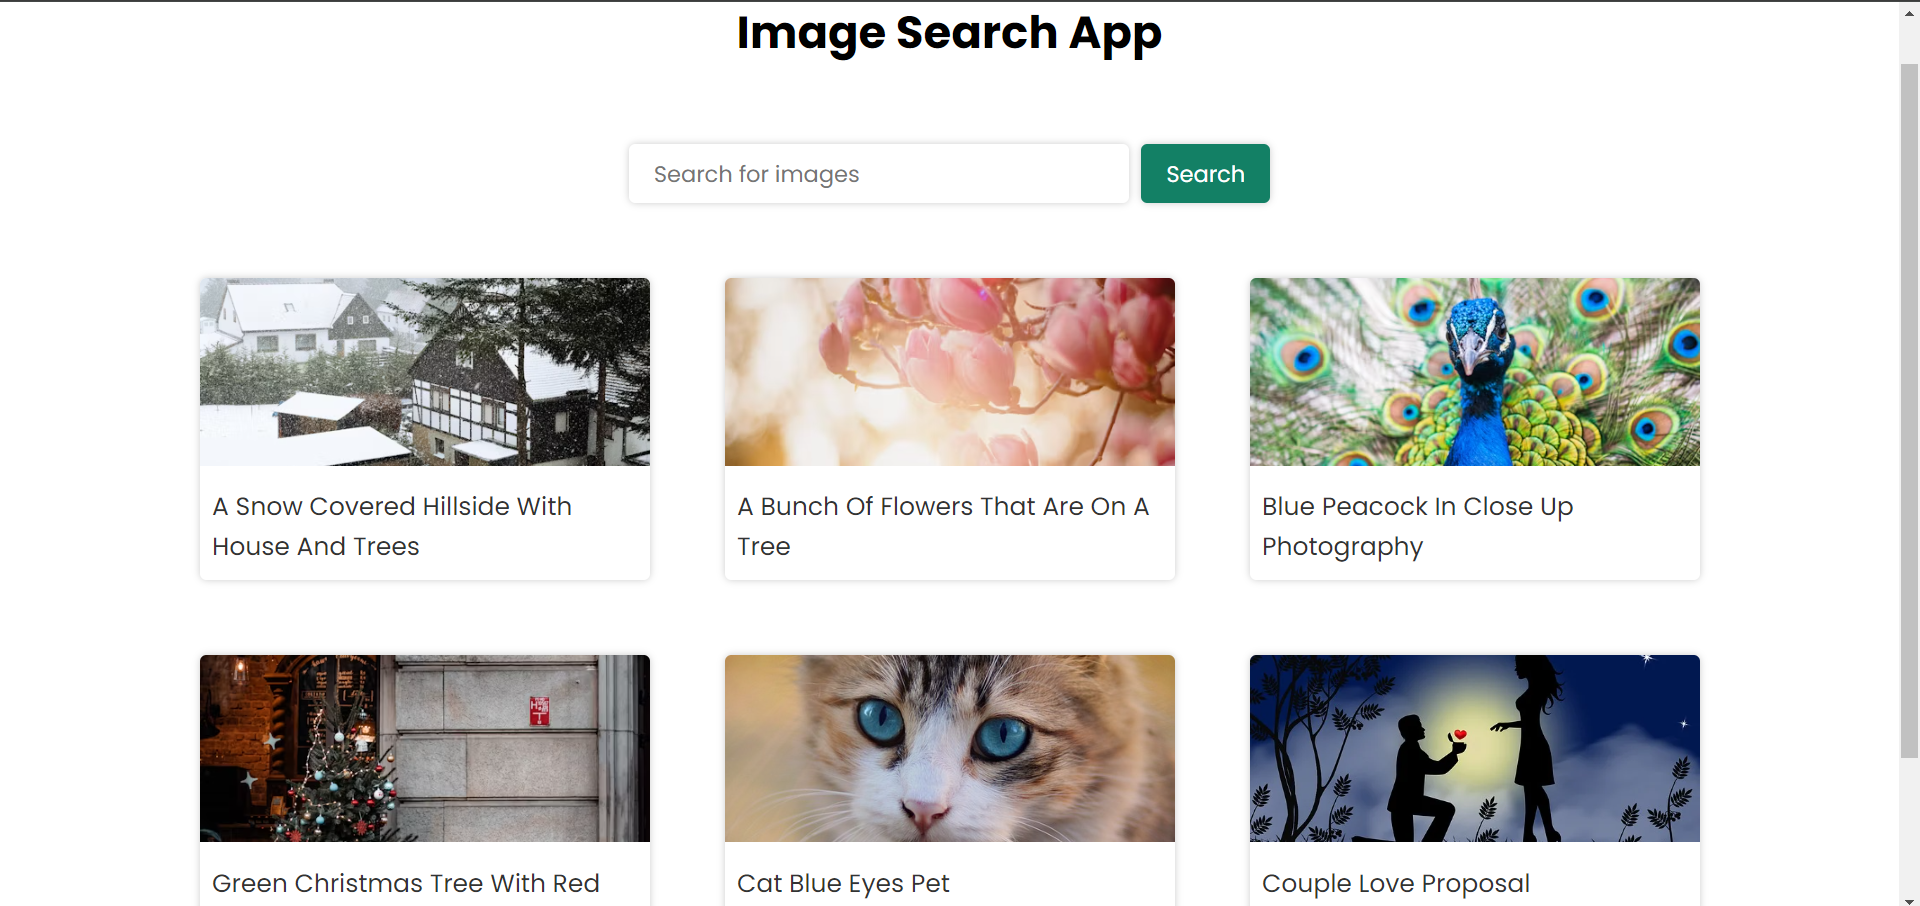 Image Search App
Search for images
Search
A Snow Covered Hillside With
House And Trees
A Bunch Of Flowers That Are On A
Tree
Blue Peacock In Close Up
Photography
Green Christmas Tree With Red
Cat Blue Eyes Pet
Couple Love Proposal